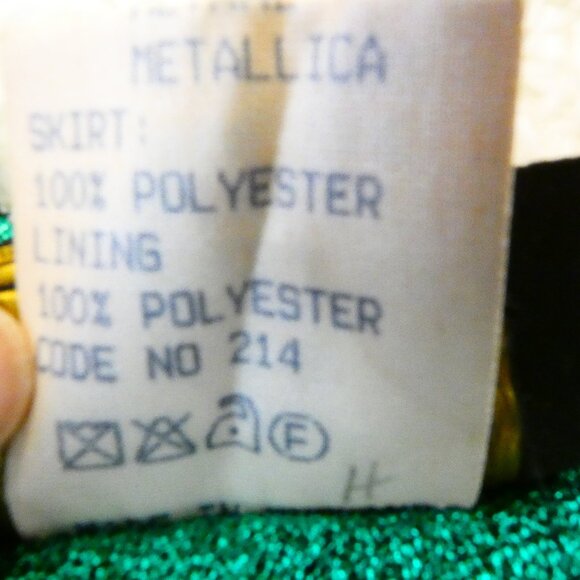 METALLICA
SKIRT:
100% POLYESTER
LINING
100% POLYESTER
CODE NO 214
F
H